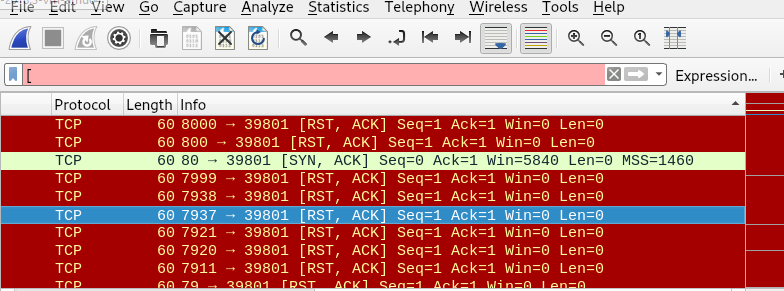 File Edit View Go Capture Analyze Statistics Telephony Wireless Tools Help
[ Expression...
Protocol Length Info
TCP 60 8000 → 39801 [RST, ACK] Seq=1 Ack=1 Win=0 Len=0
TCP 60 800 → 39801 [RST, ACK] Seq=1 Ack=1 Win=0 Len=0
TCP 60 80 → 39801 [SYN, ACK] Seq=0 Ack=1 Win=5840 Len=0 MSS=1460
TCP 60 7999 → 39801 [RST, ACK] Seq=1 Ack=1 Win=0 Len=0
TCP 60 7938 → 39801 [RST, ACK] Seq=1 Ack=1 Win=0 Len=0
TCP 60 7937 → 39801 [RST, ACK] Seq=1 Ack=1 Win=0 Len=0
TCP 60 7921 → 39801 [RST, ACK] Seq=1 Ack=1 Win=0 Len=0
TCP 60 7920 → 39801 [RST, ACK] Seq=1 Ack=1 Win=0 Len=0
TCP 60 7911 → 39801 [RST, ACK] Seq=1 Ack=1 Win=0 Len=0
TCP 60 79 → 39801 [RST, ACK] Seq=1 Ack=1 Win=0 Len=0